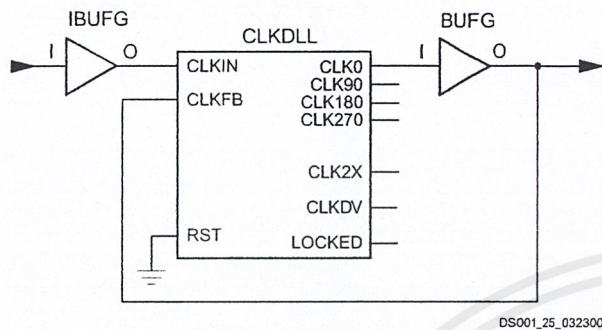 IBUFG
CLKDLL
BUFG
I
O
CLKIN
CLKFB
RST
CLK0
CLK90
CLK180
CLK270
CLK2X
CLKDV
LOCKED
I
O
DS001_25_032300